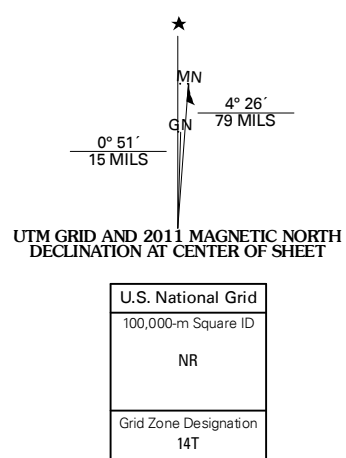 ★
MN
GN
4° 26´
79 MILS
0° 51´
15 MILS
UTM GRID AND 2011 MAGNETIC NORTH
DECLINATION AT CENTER OF SHEET
U.S. National Grid
100,000-m Square ID
NR
Grid Zone Designation
14T